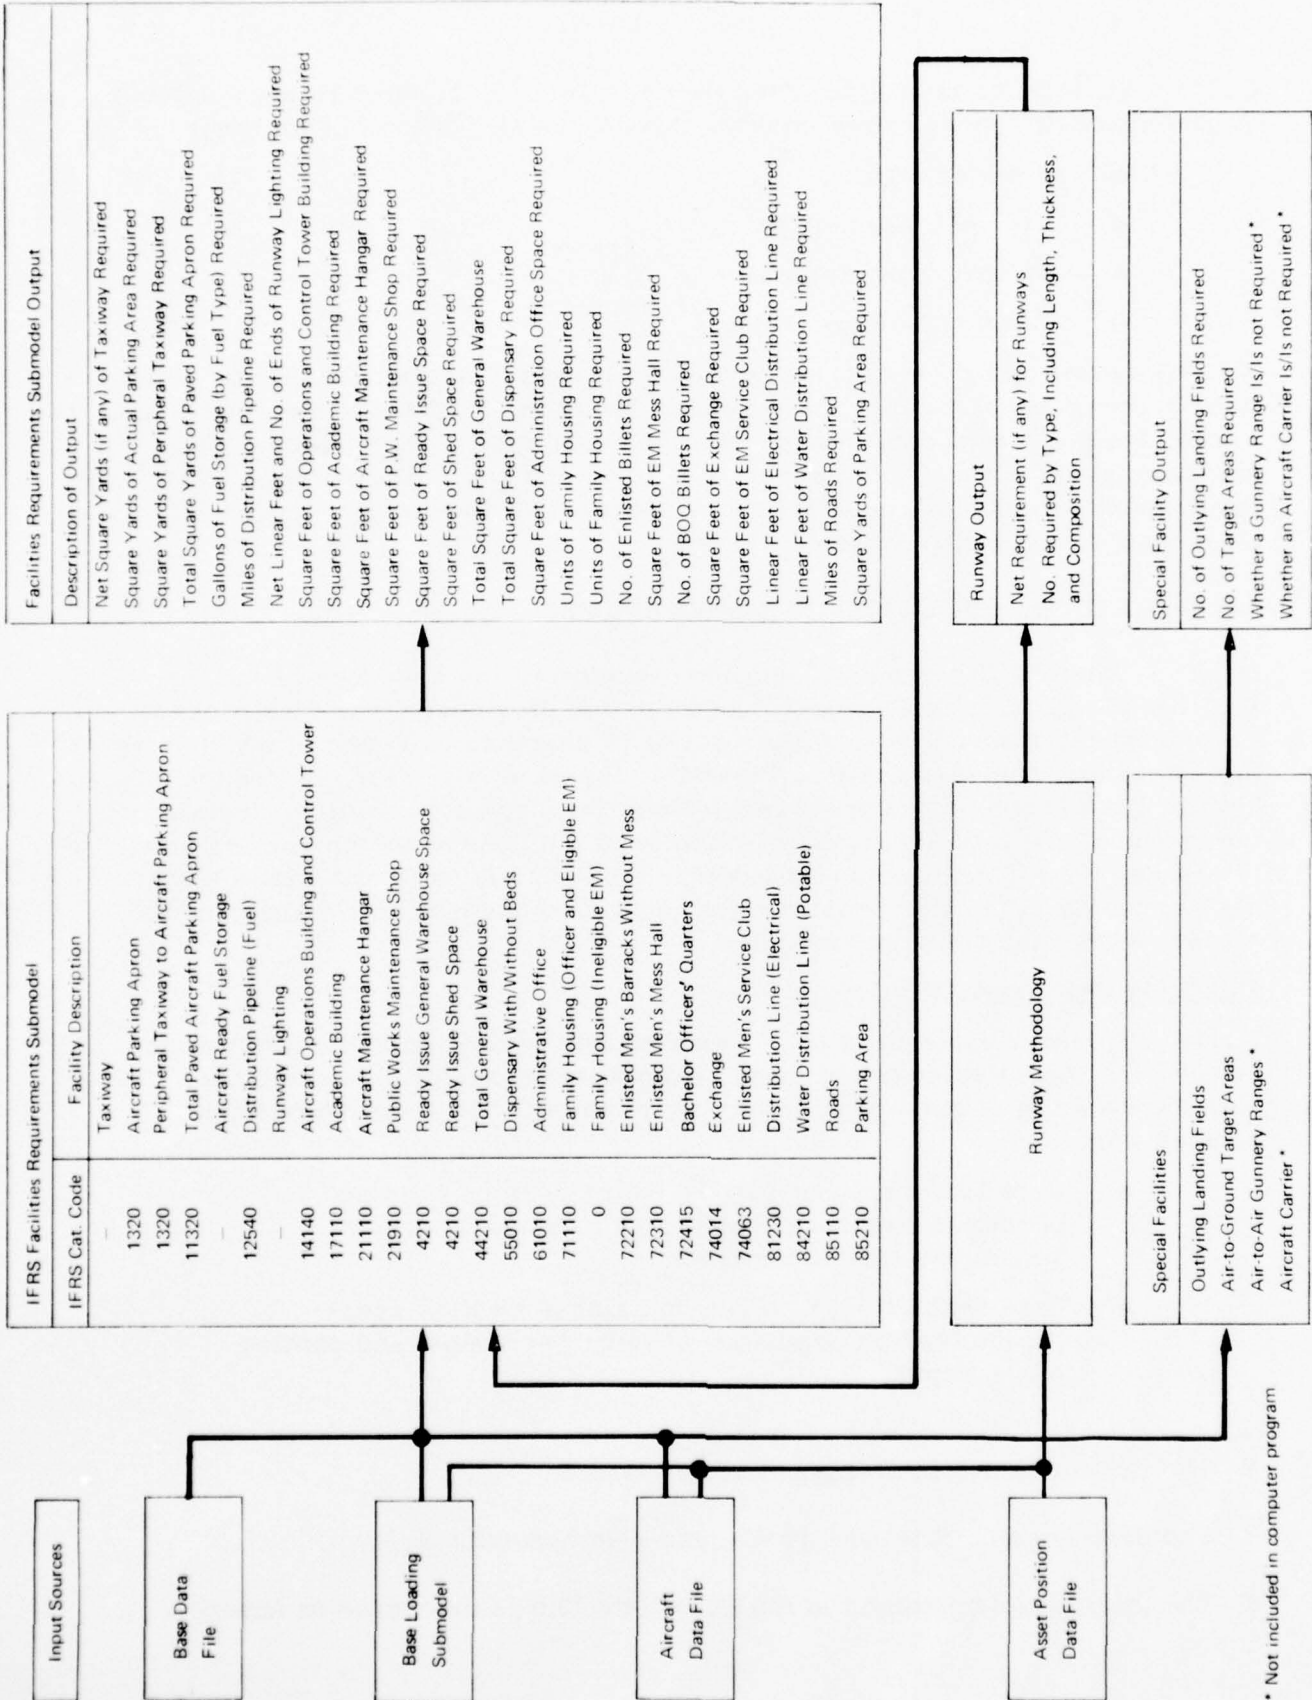 Input Sources
Base Data
File
Base Loading
Submodel
Aircraft
Data File
Asset Position
Data File
IFRS Facilities Requirements Submodel
IFRS Cat. Code Facility Description
– Taxiway
1320 Aircraft Parking Apron
1320 Peripheral Taxiway to Aircraft Parking Apron
11320 Total Paved Aircraft Parking Apron
– Aircraft Ready Fuel Storage
12540 Distribution Pipeline (Fuel)
– Runway Lighting
14140 Aircraft Operations Building and Control Tower
17110 Academic Building
21110 Aircraft Maintenance Hangar
21910 Public Works Maintenance Shop
4210 Ready Issue General Warehouse Space
4210 Ready Issue Shed Space
44210 Total General Warehouse
55010 Dispensary With/Without Beds
61010 Administrative Office
71110 Family Housing (Officer and Eligible EM)
0 Family Housing (Ineligible EM)
72210 Enlisted Men's Barracks Without Mess
72310 Enlisted Men's Mess Hall
72415 Bachelor Officers' Quarters
74014 Exchange
74063 Enlisted Men's Service Club
81230 Distribution Line (Electrical)
84210 Water Distribution Line (Potable)
85110 Roads
85210 Parking Area
Facilities Requirements Submodel Output
Description of Output
Net Square Yards (if any) of Taxiway Required
Square Yards of Actual Parking Area Required
Square Yards of Peripheral Taxiway Required
Total Square Yards of Paved Parking Apron Required
Gallons of Fuel Storage (by Fuel Type) Required
Miles of Distribution Pipeline Required
Net Linear Feet and No. of Ends of Runway Lighting Required
Square Feet of Operations and Control Tower Building Required
Square Feet of Academic Building Required
Square Feet of Aircraft Maintenance Hangar Required
Square Feet of P.W. Maintenance Shop Required
Square Feet of Ready Issue Space Required
Square Feet of Shed Space Required
Total Square Feet of General Warehouse
Total Square Feet of Dispensary Required
Square Feet of Administration Office Space Required
Units of Family Housing Required
Units of Family Housing Required
No. of Enlisted Billets Required
Square Feet of EM Mess Hall Required
No. of BOQ Billets Required
Square Feet of Exchange Required
Square Feet of EM Service Club Required
Linear Feet of Electrical Distribution Line Required
Linear Feet of Water Distribution Line Required
Miles of Roads Required
Square Yards of Parking Area Required
Runway Methodology
Runway Output
Net Requirement (if any) for Runways
No. Required by Type, Including Length, Thickness,
and Composition
Special Facilities
Outlying Landing Fields
Air-to-Ground Target Areas
Air-to-Air Gunnery Ranges *
Aircraft Carrier *
Special Facility Output
No. of Outlying Landing Fields Required
No. of Target Areas Required
Whether a Gunnery Range Is/Is not Required *
Whether an Aircraft Carrier Is/Is not Required *
* Not included in computer program